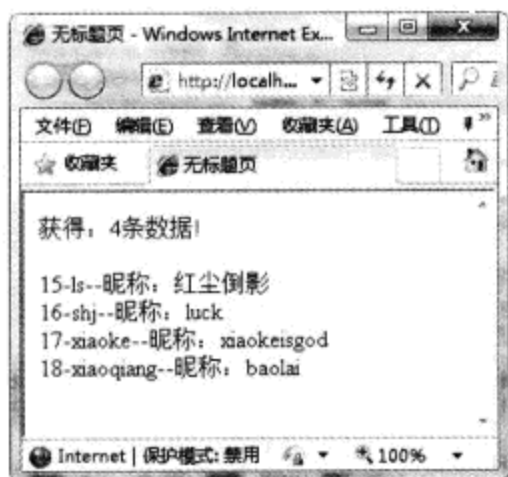 无标题页 - Windows Internet Ex...
http://localh...
文件(F) 编辑(E) 查看(V) 收藏夹(A) 工具(T) »
收藏夹 无标题页
获得：4条数据!
15-ls--昵称：红尘倒影
16-shj--昵称：luck
17-xiaoke--昵称：xiaokeisgod
18-xiaoqiang--昵称：baolai
Internet | 保护模式: 禁用 100%